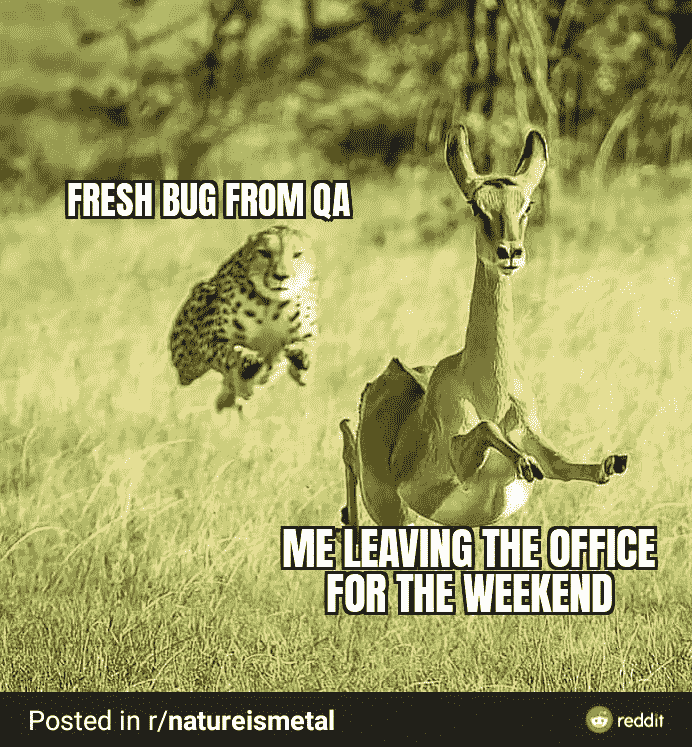 FRESH BUG FROM QA
ME LEAVING THE OFFICE
FOR THE WEEKEND
Posted in r/natureismetal
reddit